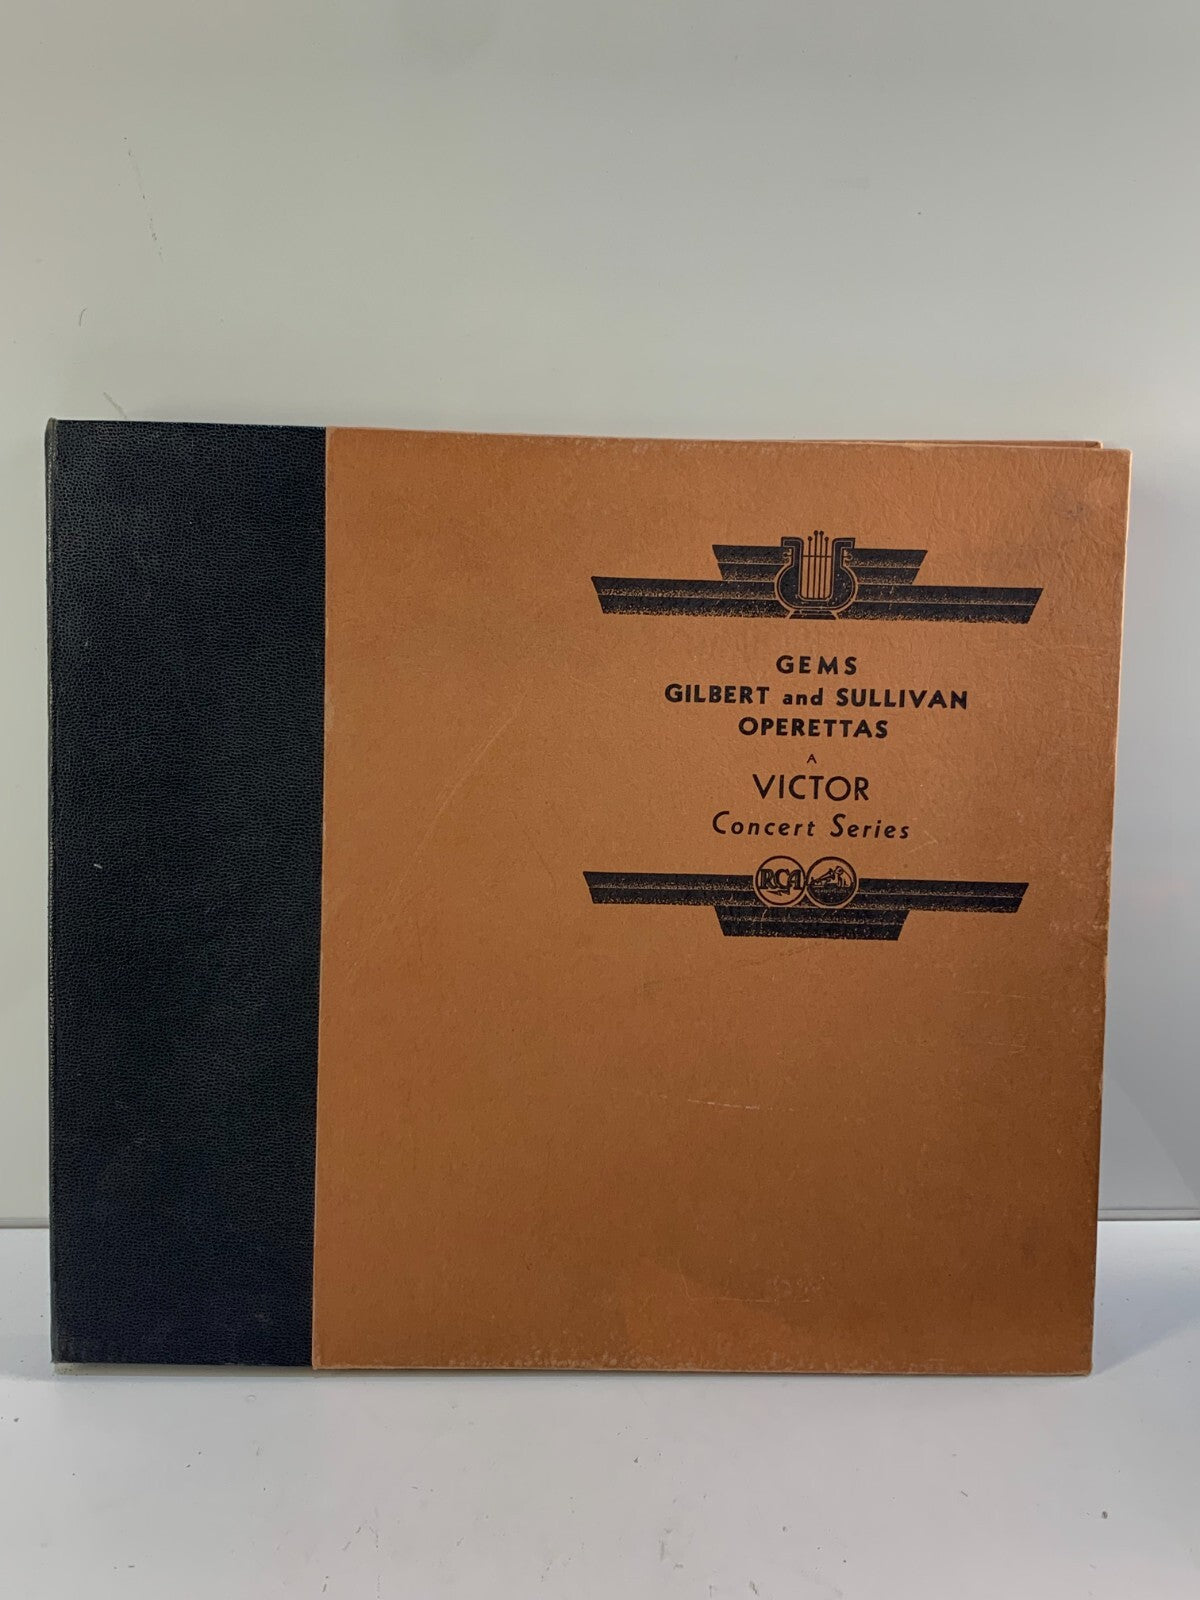 GEMS
GILBERT and SULLIVAN
OPERETTAS
A
VICTOR
Concert Series
RCA